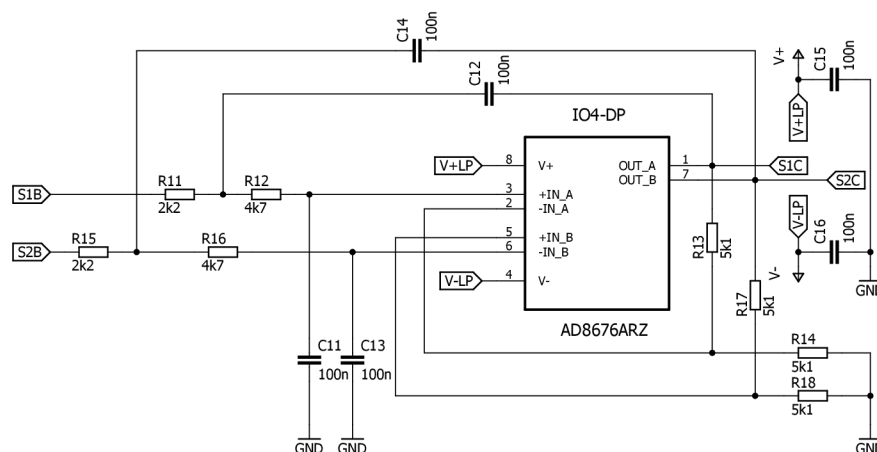 C14
100n
C12
100n
IO4-DP
V+
C15
100n
V+LP
V+LP
8
V+
OUT_A
1
S1C
OUT_B
7
S2C
S1B
R11
2k2
R12
4k7
3
+IN_A
2
-IN_A
S2B
R15
2k2
R16
4k7
5
+IN_B
6
-IN_B
V-LP
4
V-
R13
5k1
V-LP
C16
100n
V-
GND
R17
5k1
AD8676ARZ
C11
100n
C13
100n
R14
5k1
R18
5k1
GND
GND
GND